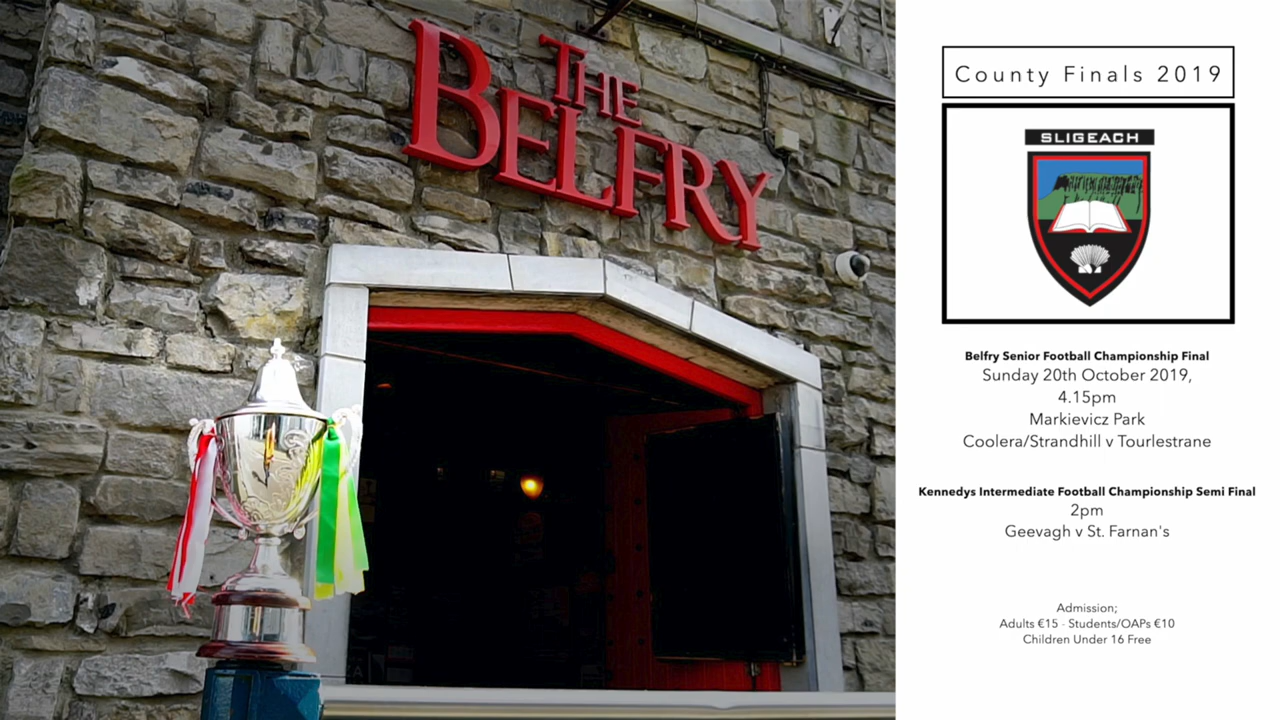 THE
BELFRY
County Finals 2019
SLIGEACH
Belfry Senior Football Championship Final
Sunday 20th October 2019,
4.15pm
Markievicz Park
Coolera/Strandhill v Tourlestrane
Kennedys Intermediate Football Championship Semi Final
2pm
Geevagh v St. Farnan's
Admission;
Adults €15 - Students/OAPs €10
Children Under 16 Free